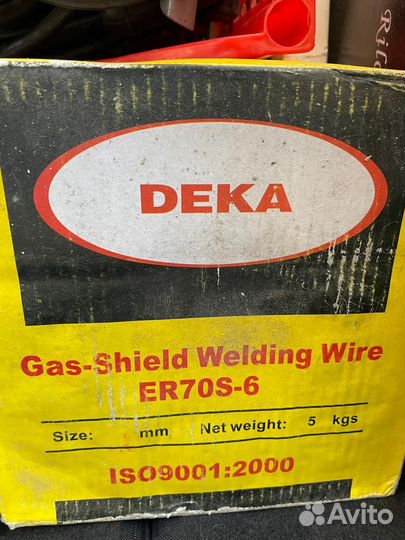 DEKA
Gas-Shield Welding Wire
ER70S-6
Size: mm Net weight: 5 kgs
ISO9001:2000
Avito